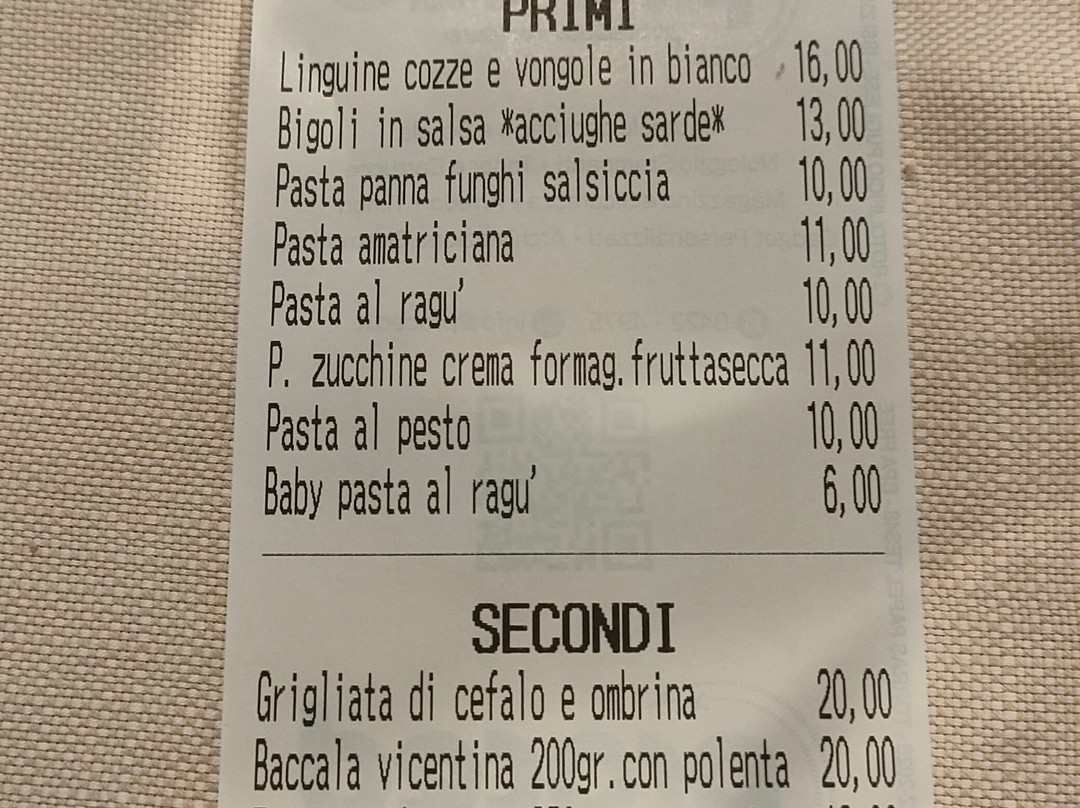 PRIMI
Linguine cozze e vongole in bianco 16,00
Bigoli in salsa *acciughe sarde* 13,00
Pasta panna funghi salsiccia 10,00
Pasta amatriciana 11,00
Pasta al ragu' 10,00
P. zucchine crema formag.fruttasecca 11,00
Pasta al pesto 10,00
Baby pasta al ragu' 6,00
SECONDI
Grigliata di cefalo e ombrina 20,00
Baccala vicentina 200gr.con polenta 20,00